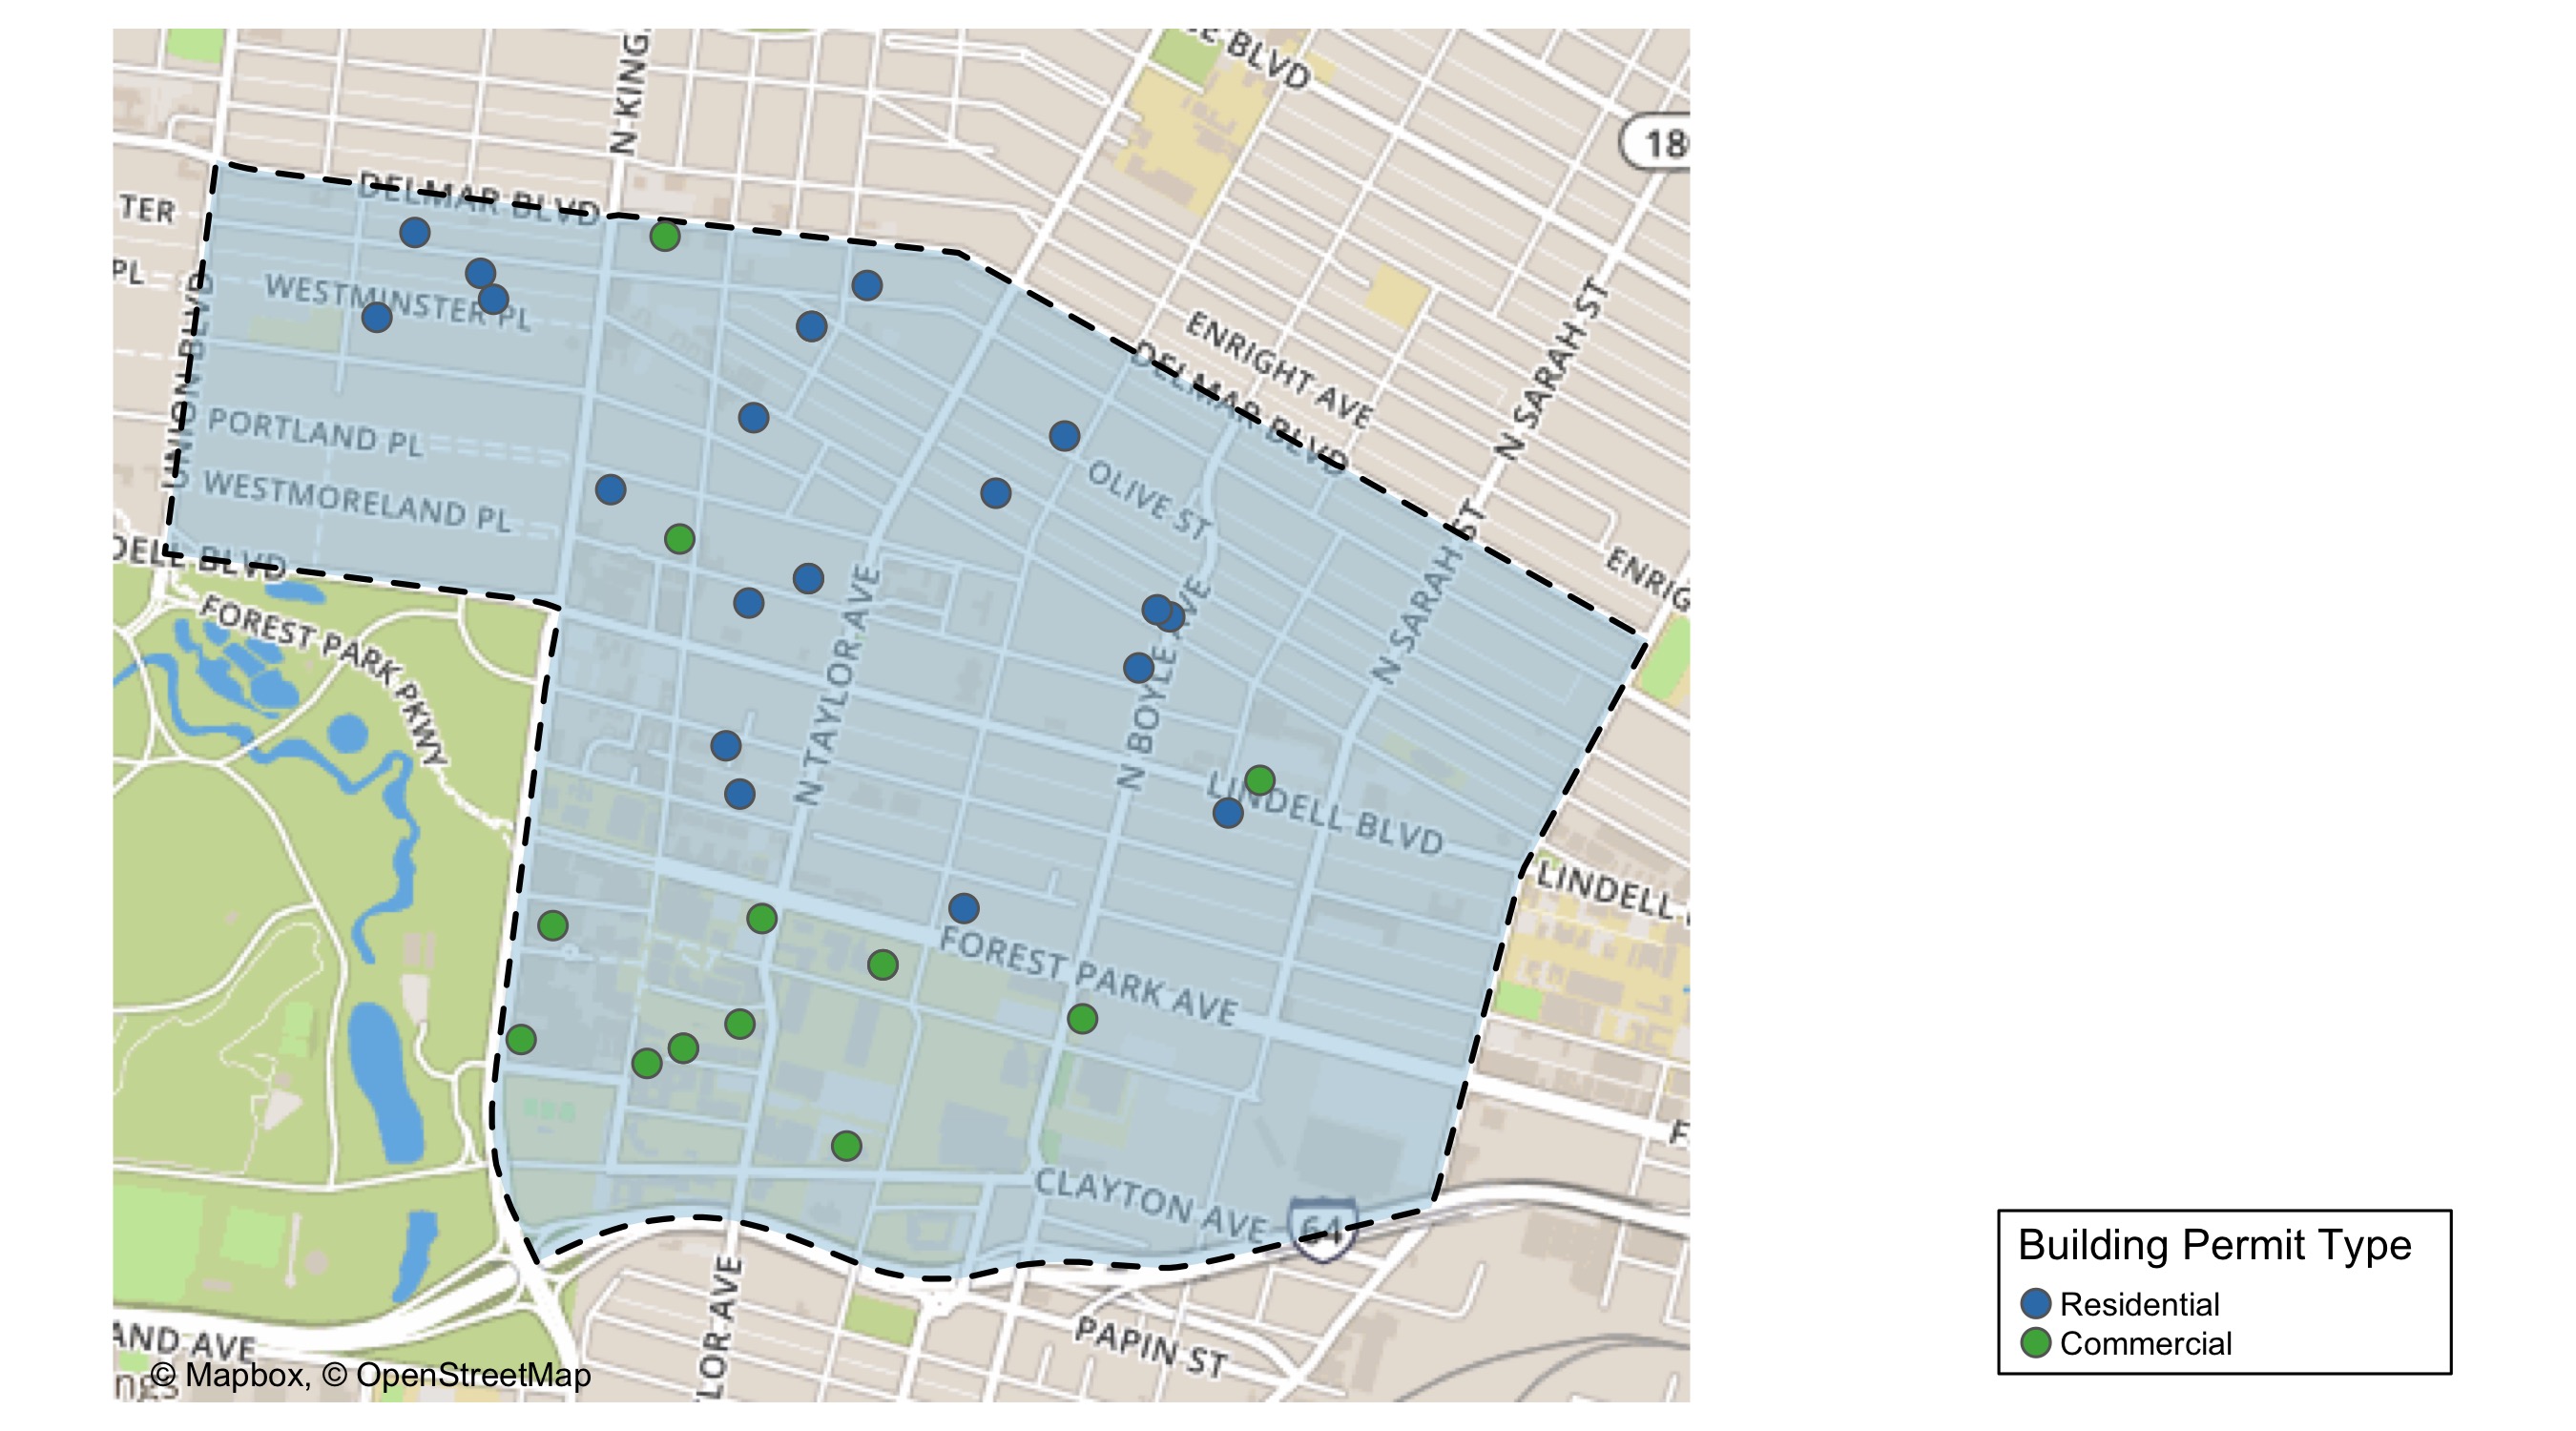 N KING
BLVD
18
TER
DELMAR BLVD
PL
WESTMINSTER PL
UNION BLVD
ENRIGHT AVE
DELMAR BLVD
N SARAH ST
PORTLAND PL
WESTMORELAND PL
OLIVE ST
DELL BLVD
ENRIG
FOREST PARK PKWY
N TAYLOR AVE
N BOYLE AVE
N SARAH ST
LINDELL BLVD
LINDELL
FOREST PARK AVE
F
CLAYTON AVE
64
LOR AVE
PAPIN ST
AND AVE
© Mapbox, © OpenStreetMap
Building Permit Type
Residential
Commercial